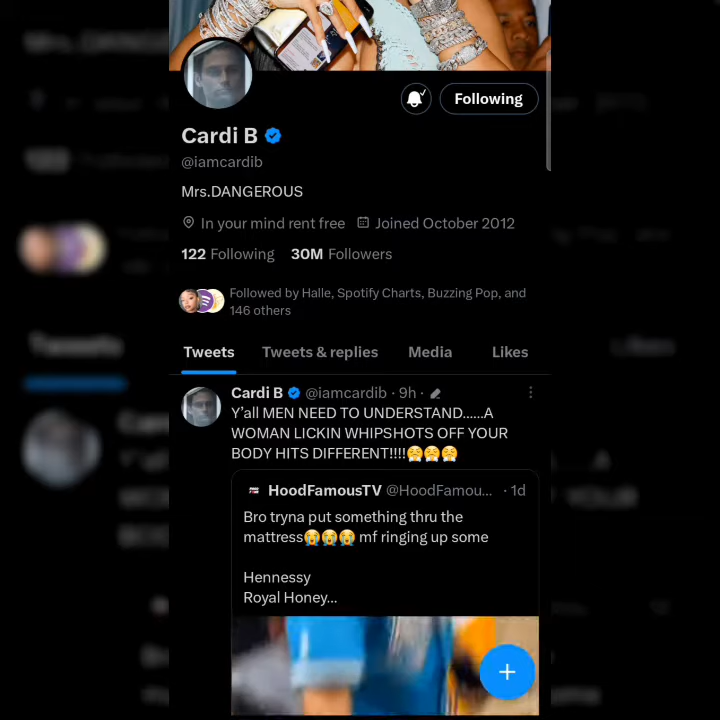 Following
Cardi B
@iamcardib
Mrs.DANGEROUS
In your mind rent free Joined October 2012
122 Following 30M Followers
Followed by Halle, Spotify Charts, Buzzing Pop, and
146 others
Tweets Tweets & replies Media Likes
Cardi B @iamcardib · 9h ·
Y'all MEN NEED TO UNDERSTAND......A
WOMAN LICKIN WHIPSHOTS OFF YOUR
BODY HITS DIFFERENT!!!!😤😤😤
HoodFamousTV @HoodFamou... · 1d
Bro tryna put something thru the
mattress😭😭😭 mf ringing up some
Hennessy
Royal Honey...